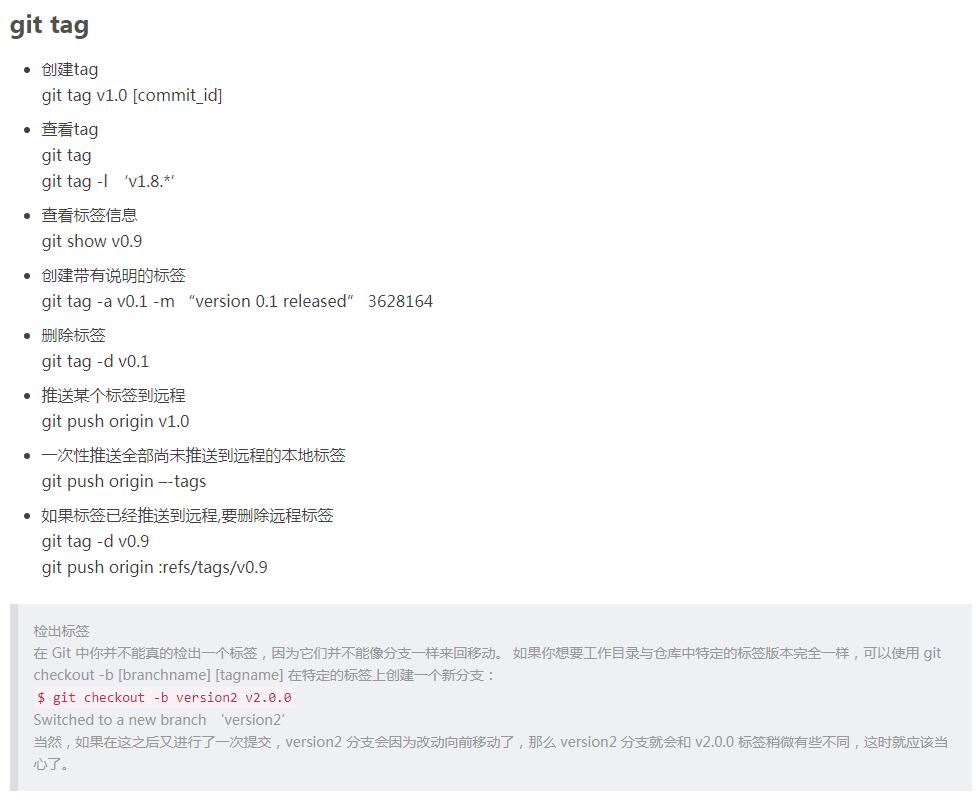 git tag
创建tag
git tag v1.0 [commit_id]
查看tag
git tag
git tag -l ‘v1.8.*’
查看标签信息
git show v0.9
创建带有说明的标签
git tag -a v0.1 -m “version 0.1 released” 3628164
删除标签
git tag -d v0.1
推送某个标签到远程
git push origin v1.0
一次性推送全部尚未推送到远程的本地标签
git push origin –-tags
如果标签已经推送到远程,要删除远程标签
git tag -d v0.9
git push origin :refs/tags/v0.9
检出标签
在 Git 中你并不能真的检出一个标签，因为它们并不能像分支一样来回移动。 如果你想要工作目录与仓库中特定的标签版本完全一样，可以使用 git
checkout -b [branchname] [tagname] 在特定的标签上创建一个新分支：
$ git checkout -b version2 v2.0.0
Switched to a new branch ‘version2’
当然，如果在这之后又进行了一次提交，version2 分支会因为改动向前移动了，那么 version2 分支就会和 v2.0.0 标签稍微有些不同，这时就应该当
心了。